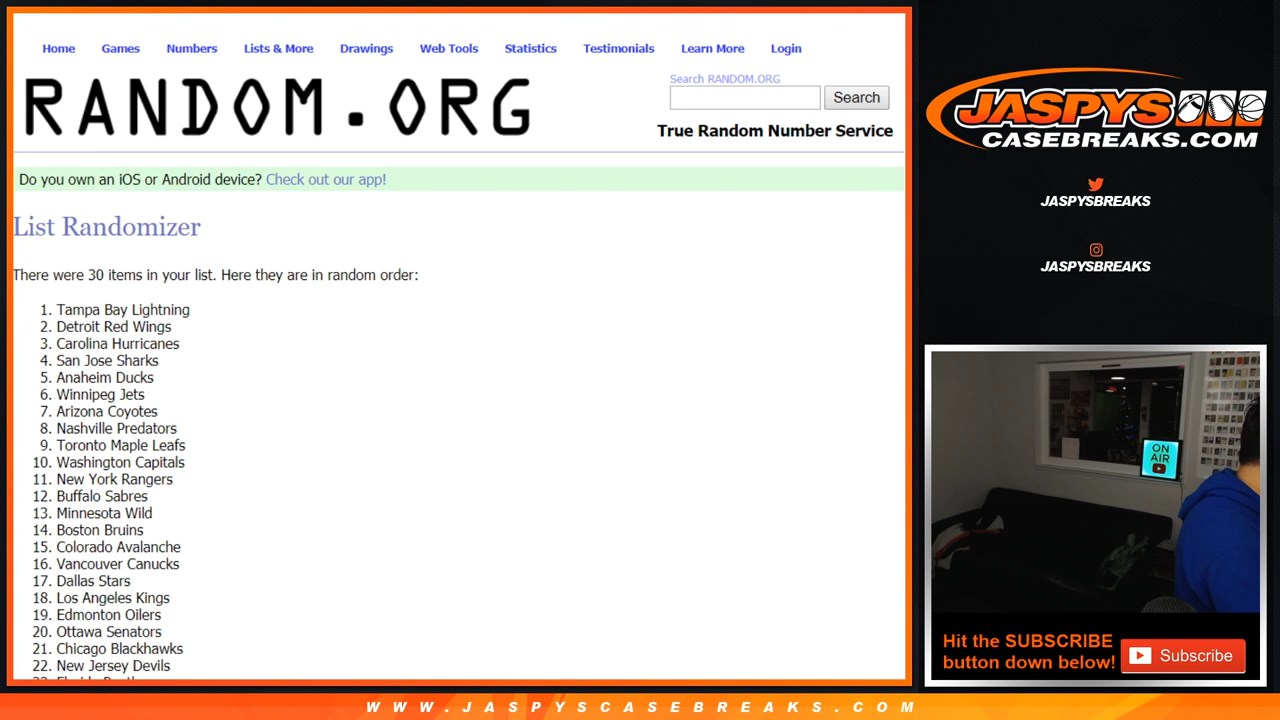 Home Games Numbers Lists & More Drawings Web Tools Statistics Testimonials Learn More Login
RANDOM.ORG
Search RANDOM.ORG
Search
True Random Number Service
Do you own an iOS or Android device? Check out our app!
List Randomizer
There were 30 items in your list. Here they are in random order:
1. Tampa Bay Lightning
2. Detroit Red Wings
3. Carolina Hurricanes
4. San Jose Sharks
5. Anaheim Ducks
6. Winnipeg Jets
7. Arizona Coyotes
8. Nashville Predators
9. Toronto Maple Leafs
10. Washington Capitals
11. New York Rangers
12. Buffalo Sabres
13. Minnesota Wild
14. Boston Bruins
15. Colorado Avalanche
16. Vancouver Canucks
17. Dallas Stars
18. Los Angeles Kings
19. Edmonton Oilers
20. Ottawa Senators
21. Chicago Blackhawks
22. New Jersey Devils
JASPYS
CASEBREAKS.COM
JASPYSBREAKS
JASPYSBREAKS
ON
AIR
Hit the SUBSCRIBE
button down below!
Subscribe
WWW.JASPYSCASEBREAKS.COM